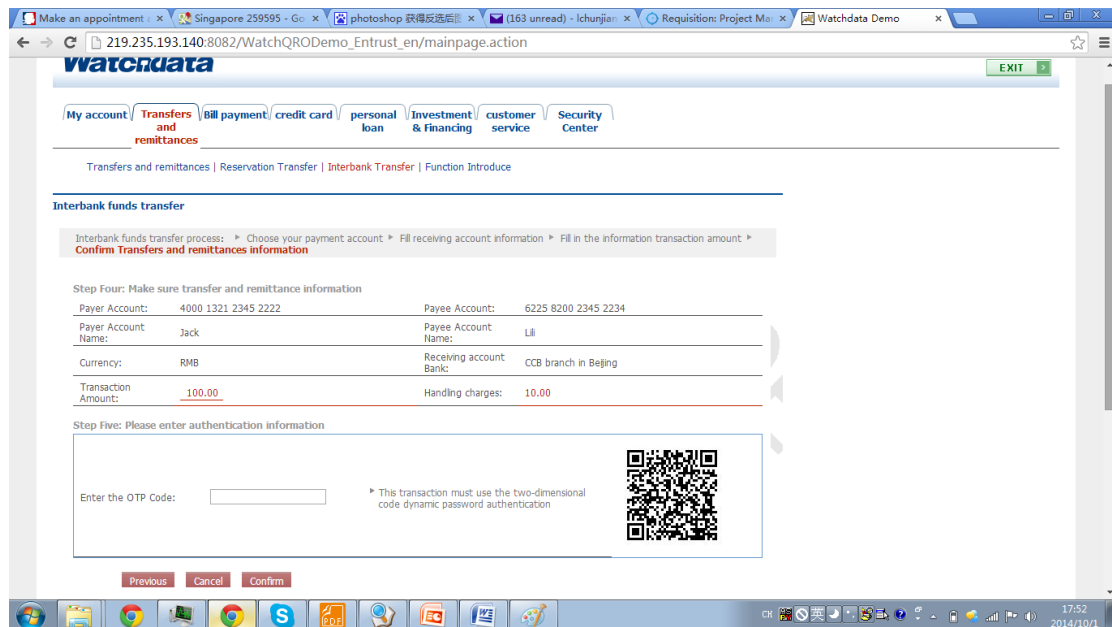 Make an appointment
Singapore 259595 - Go
photoshop 获得反选后
(163 unread) - lchunjian
Requisition: Project Ma
Watchdata Demo
219.235.193.140:8082/WatchQRODemo_Entrust_en/mainpage.action
Watchdata
EXIT
My account
Transfers and remittances
Bill payment
credit card
personal loan
Investment & Financing
customer service
Security Center
Transfers and remittances | Reservation Transfer | Interbank Transfer | Function Introduce
Interbank funds transfer
Interbank funds transfer process: Choose your payment account Fill receiving account information Fill in the information transaction amount
Confirm Transfers and remittances information
Step Four: Make sure transfer and remittance information
Payer Account: 4000 1321 2345 2222 Payee Account: 6225 8200 2345 2234
Payer Account Name: Jack Payee Account Name: Lili
Currency: RMB Receiving account Bank: CCB branch in Beijing
Transaction Amount: 100.00 Handling charges: 10.00
Step Five: Please enter authentication information
Enter the OTP Code:
This transaction must use the two-dimensional
code dynamic password authentication
Previous Cancel Confirm
PDF
CH
英
17:52
2014/10/1